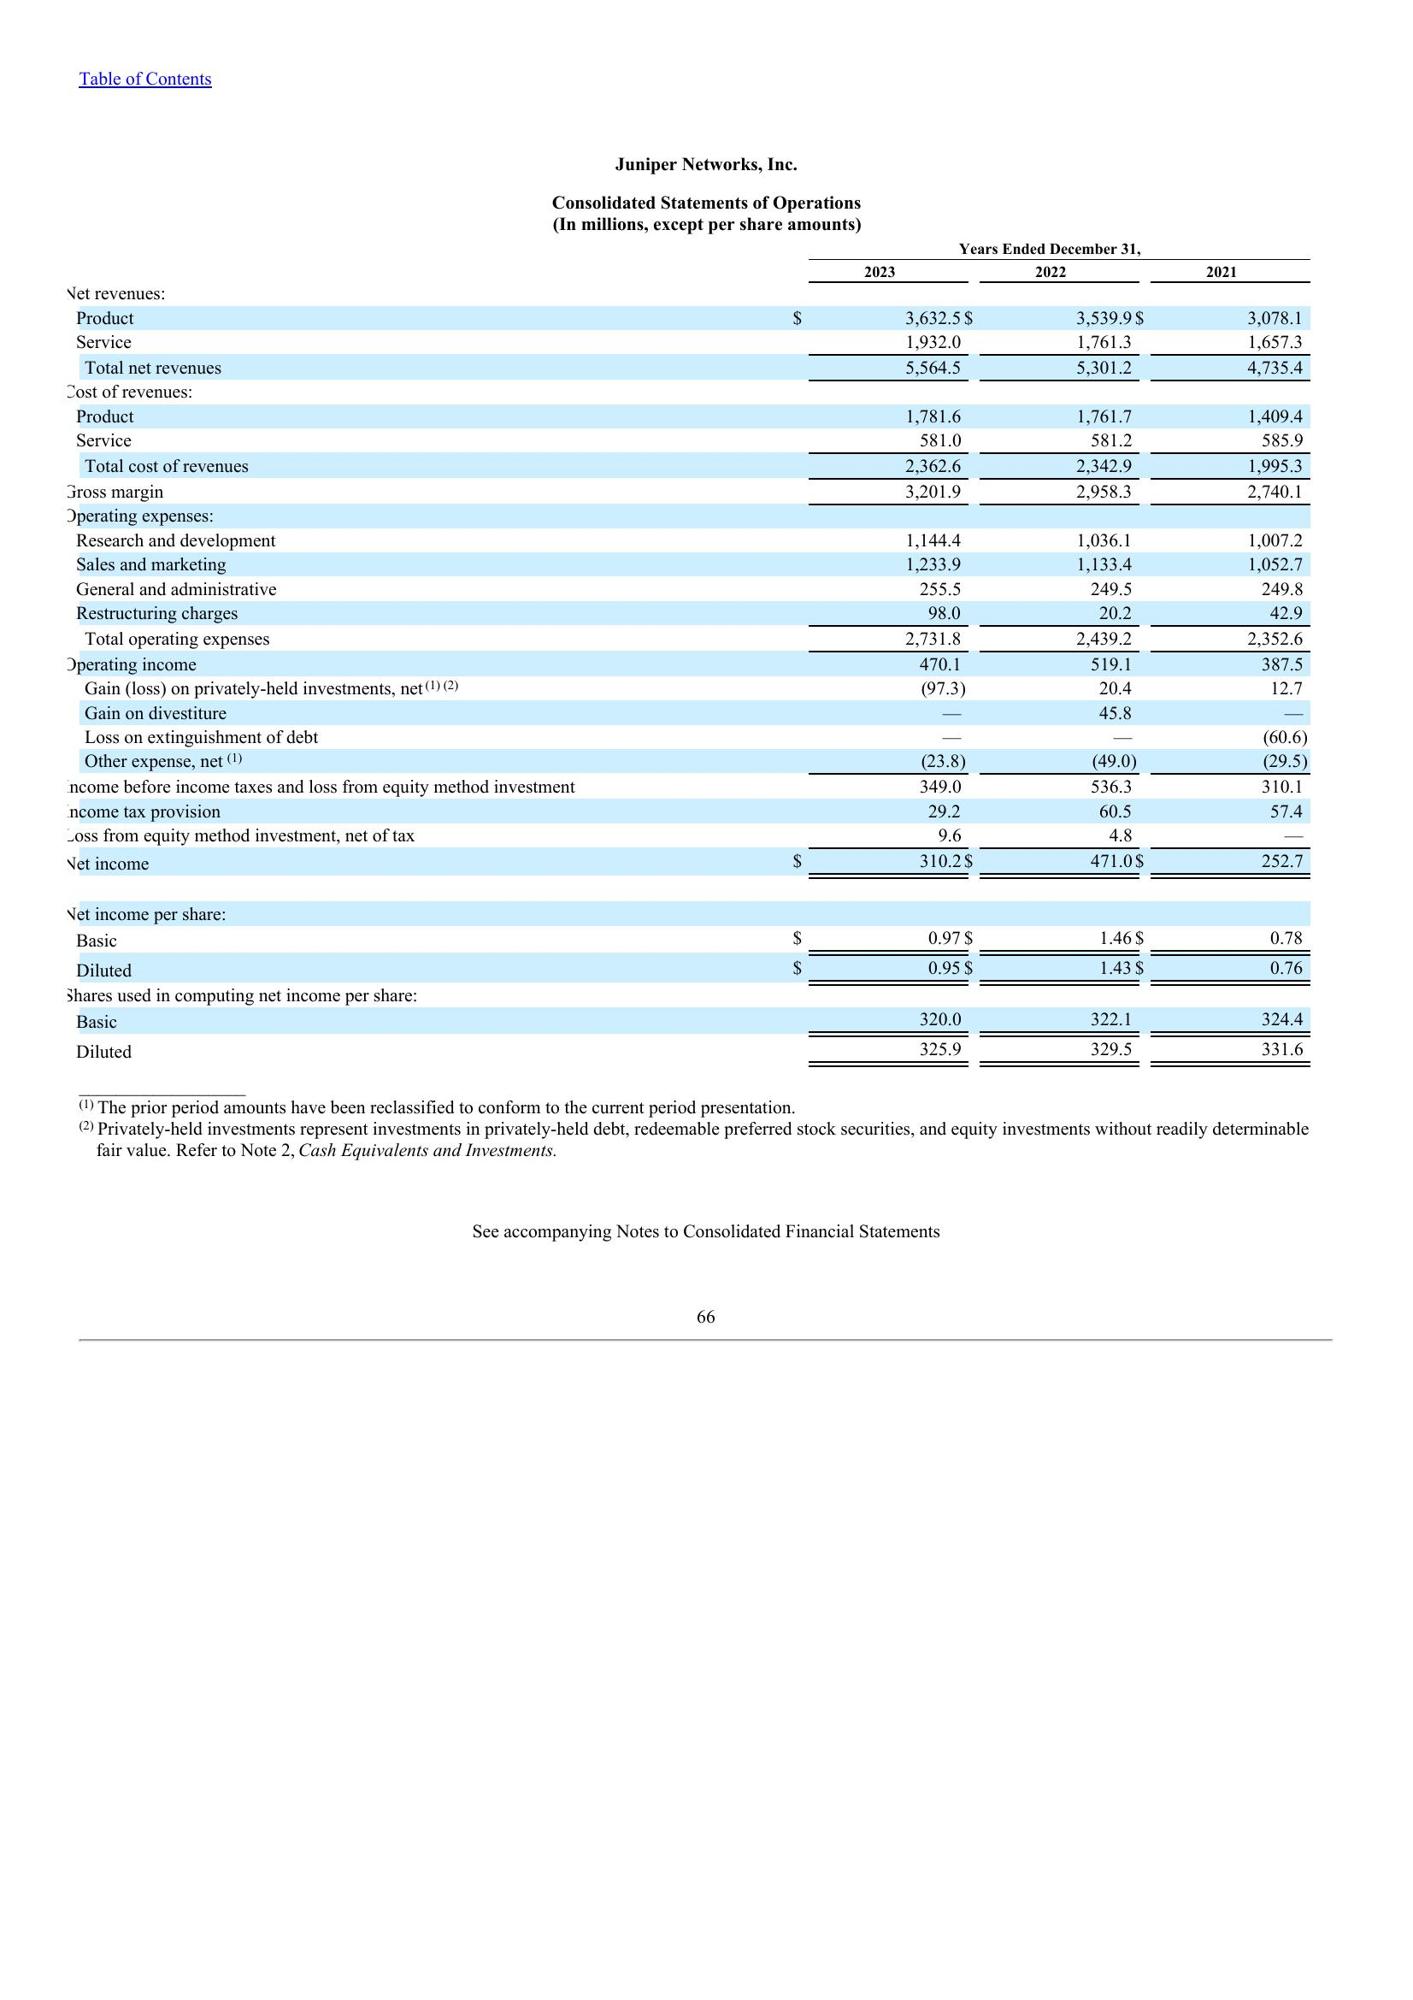 Table of Contents
Juniper Networks, Inc.
Consolidated Statements of Operations
(In millions, except per share amounts)
Years Ended December 31,
2023 2022 2021
Net revenues:
Product $ 3,632.5 $ 3,539.9 $ 3,078.1
Service 1,932.0 1,761.3 1,657.3
Total net revenues 5,564.5 5,301.2 4,735.4
Cost of revenues:
Product 1,781.6 1,761.7 1,409.4
Service 581.0 581.2 585.9
Total cost of revenues 2,362.6 2,342.9 1,995.3
Gross margin 3,201.9 2,958.3 2,740.1
Operating expenses:
Research and development 1,144.4 1,036.1 1,007.2
Sales and marketing 1,233.9 1,133.4 1,052.7
General and administrative 255.5 249.5 249.8
Restructuring charges 98.0 20.2 42.9
Total operating expenses 2,731.8 2,439.2 2,352.6
Operating income 470.1 519.1 387.5
Gain (loss) on privately-held investments, net (1) (2) (97.3) 20.4 12.7
Gain on divestiture — 45.8 —
Loss on extinguishment of debt — — (60.6)
Other expense, net (1) (23.8) (49.0) (29.5)
Income before income taxes and loss from equity method investment 349.0 536.3 310.1
Income tax provision 29.2 60.5 57.4
Loss from equity method investment, net of tax 9.6 4.8 —
Net income $ 310.2 $ 471.0 $ 252.7
Net income per share:
Basic $ 0.97 $ 1.46 $ 0.78
Diluted $ 0.95 $ 1.43 $ 0.76
Shares used in computing net income per share:
Basic 320.0 322.1 324.4
Diluted 325.9 329.5 331.6
(1) The prior period amounts have been reclassified to conform to the current period presentation.
(2) Privately-held investments represent investments in privately-held debt, redeemable preferred stock securities, and equity investments without readily determinable
fair value. Refer to Note 2, Cash Equivalents and Investments.
See accompanying Notes to Consolidated Financial Statements
66